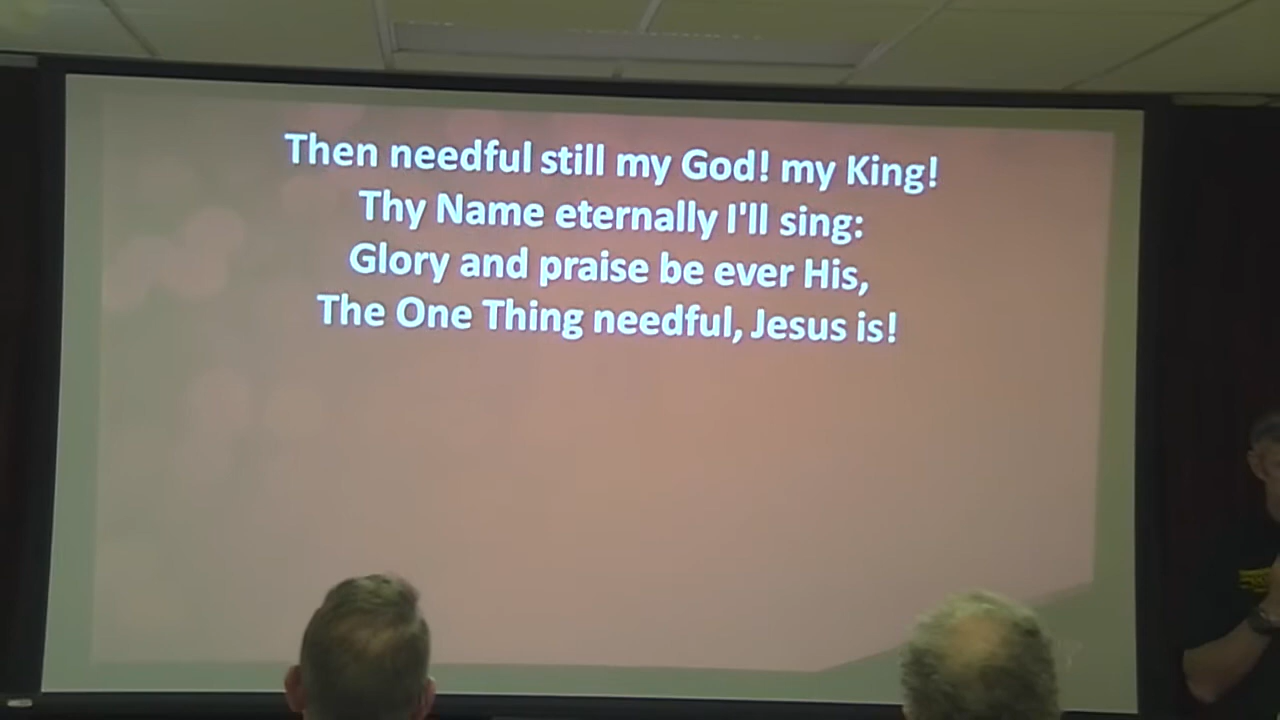 Then needful still my God! my King!
Thy Name eternally I'll sing:
Glory and praise be ever His,
The One Thing needful, Jesus is!